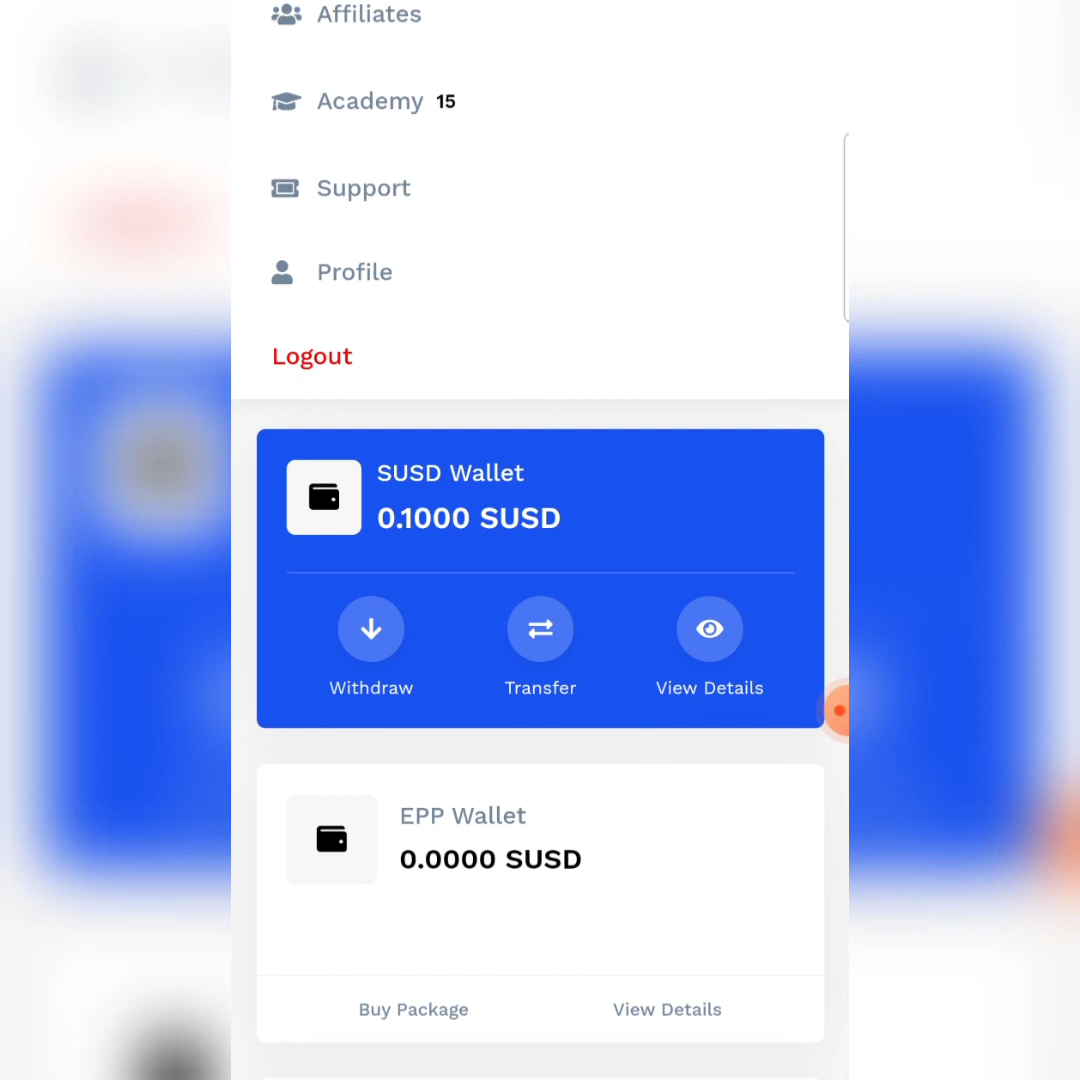 Affiliates
Academy 15
Support
Profile
Logout
SUSD Wallet
0.1000 SUSD
Withdraw Transfer View Details
EPP Wallet
0.0000 SUSD
Buy Package View Details